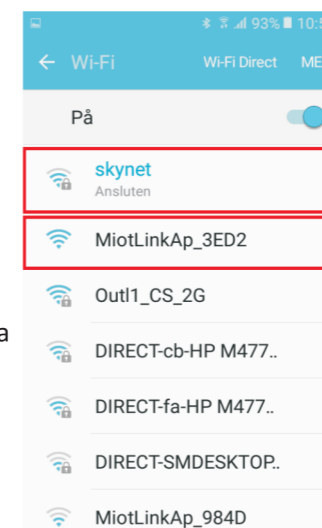 93% 10:5
Wi-Fi Wi-Fi Direct ME
På
skynet
Ansluten
MiotLinkAp_3ED2
Outl1_CS_2G
a
DIRECT-cb-HP M477..
DIRECT-fa-HP M477..
DIRECT-SMDESKTOP..
MiotLinkAp_984D